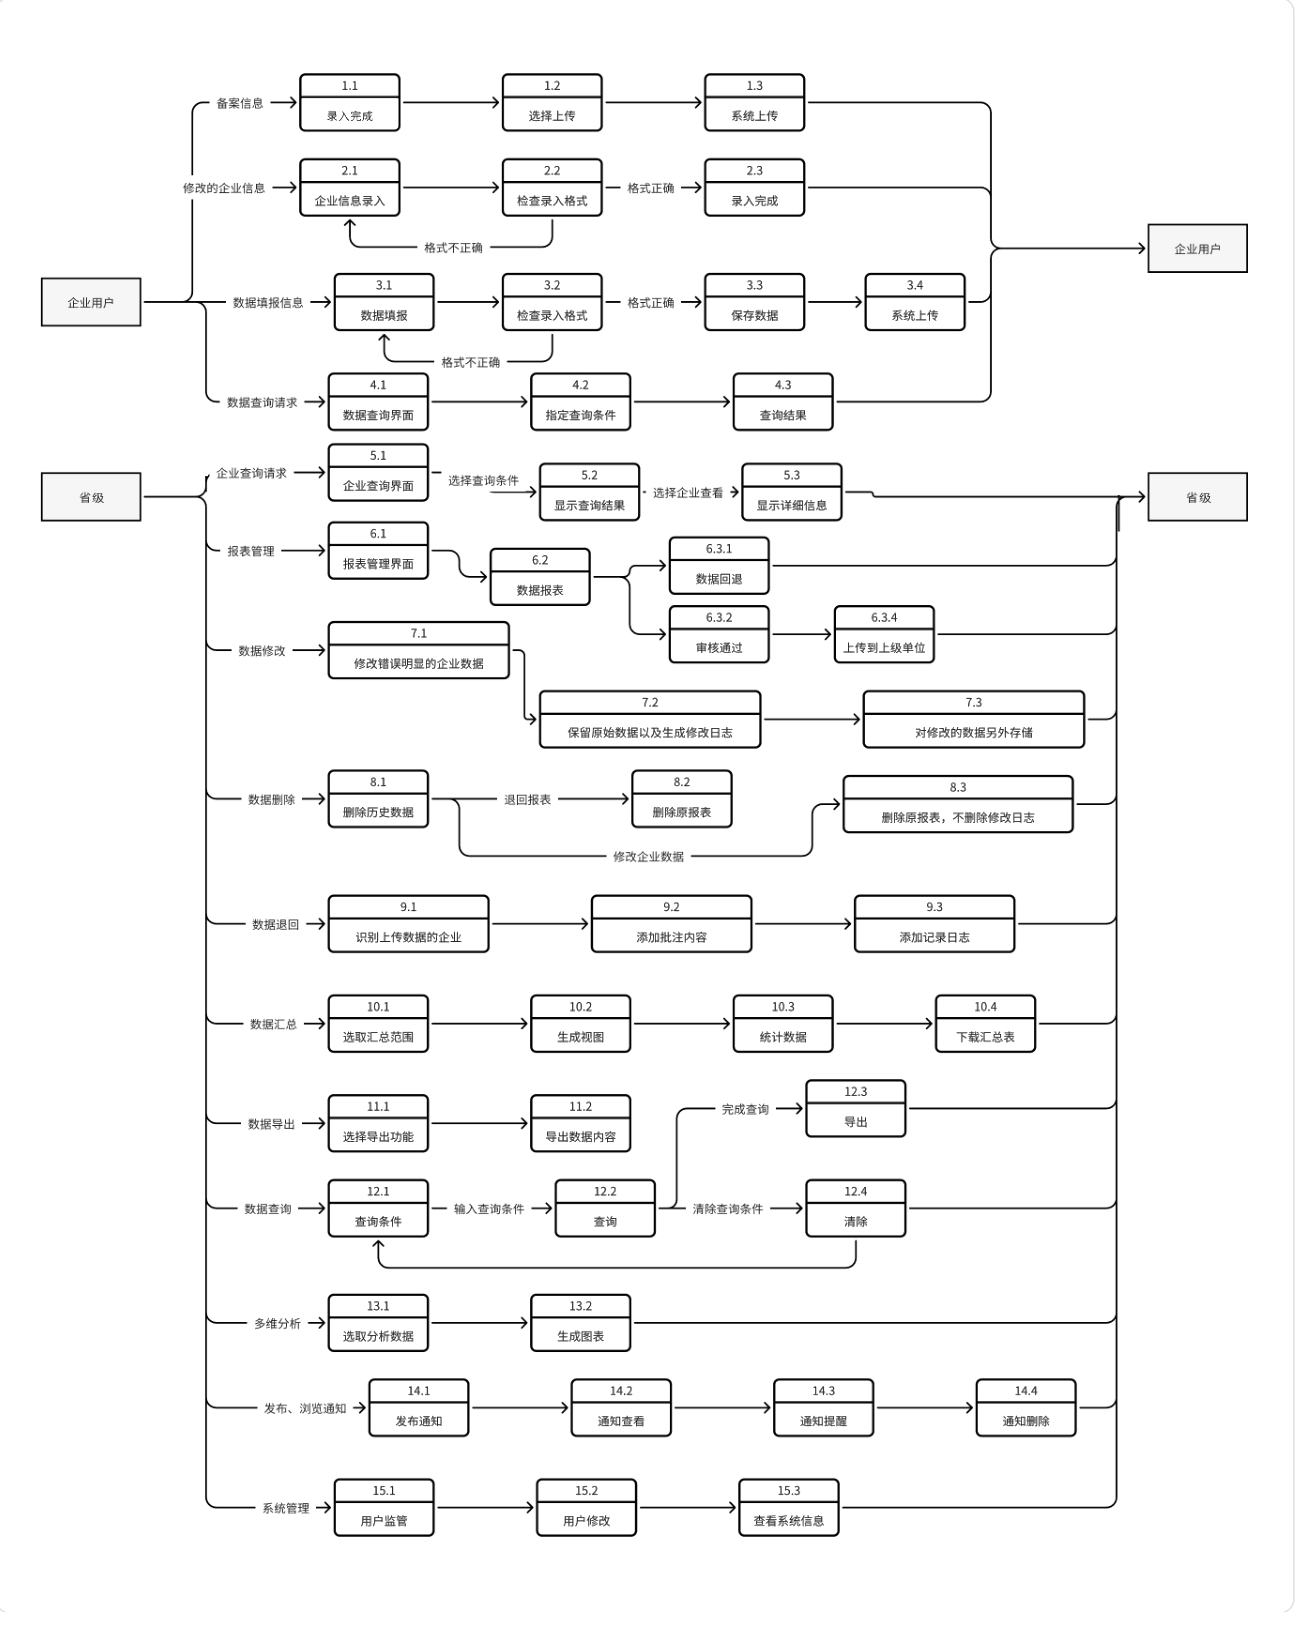 备案信息
1.1
录入完成
1.2
选择上传
1.3
系统上传
修改的企业信息
2.1
企业信息录入
2.2
检查录入格式
格式正确
2.3
录入完成
格式不正确
企业用户
企业用户
数据填报信息
3.1
数据填报
3.2
检查录入格式
格式正确
3.3
保存数据
3.4
系统上传
格式不正确
数据查询请求
4.1
数据查询界面
4.2
指定查询条件
4.3
查询结果
省级
企业查询请求
5.1
企业查询界面
选择查询条件
5.2
显示查询结果
选择企业查看
5.3
显示详细信息
省级
报表管理
6.1
报表管理界面
6.2
数据报表
6.3.1
数据回退
6.3.2
审核通过
6.3.4
上传到上级单位
数据修改
7.1
修改错误明显的企业数据
7.2
保留原始数据以及生成修改日志
7.3
对修改的数据另外存储
数据删除
8.1
删除历史数据
退回报表
8.2
删除原报表
8.3
删除原报表，不删除修改日志
修改企业数据
数据退回
9.1
识别上传数据的企业
9.2
添加批注内容
9.3
添加记录日志
数据汇总
10.1
选取汇总范围
10.2
生成视图
10.3
统计数据
10.4
下载汇总表
数据导出
11.1
选择导出功能
11.2
导出数据内容
完成查询
12.3
导出
数据查询
12.1
查询条件
输入查询条件
12.2
查询
清除查询条件
12.4
清除
多维分析
13.1
选取分析数据
13.2
生成图表
发布、浏览通知
14.1
发布通知
14.2
通知查看
14.3
通知提醒
14.4
通知删除
系统管理
15.1
用户监管
15.2
用户修改
15.3
查看系统信息